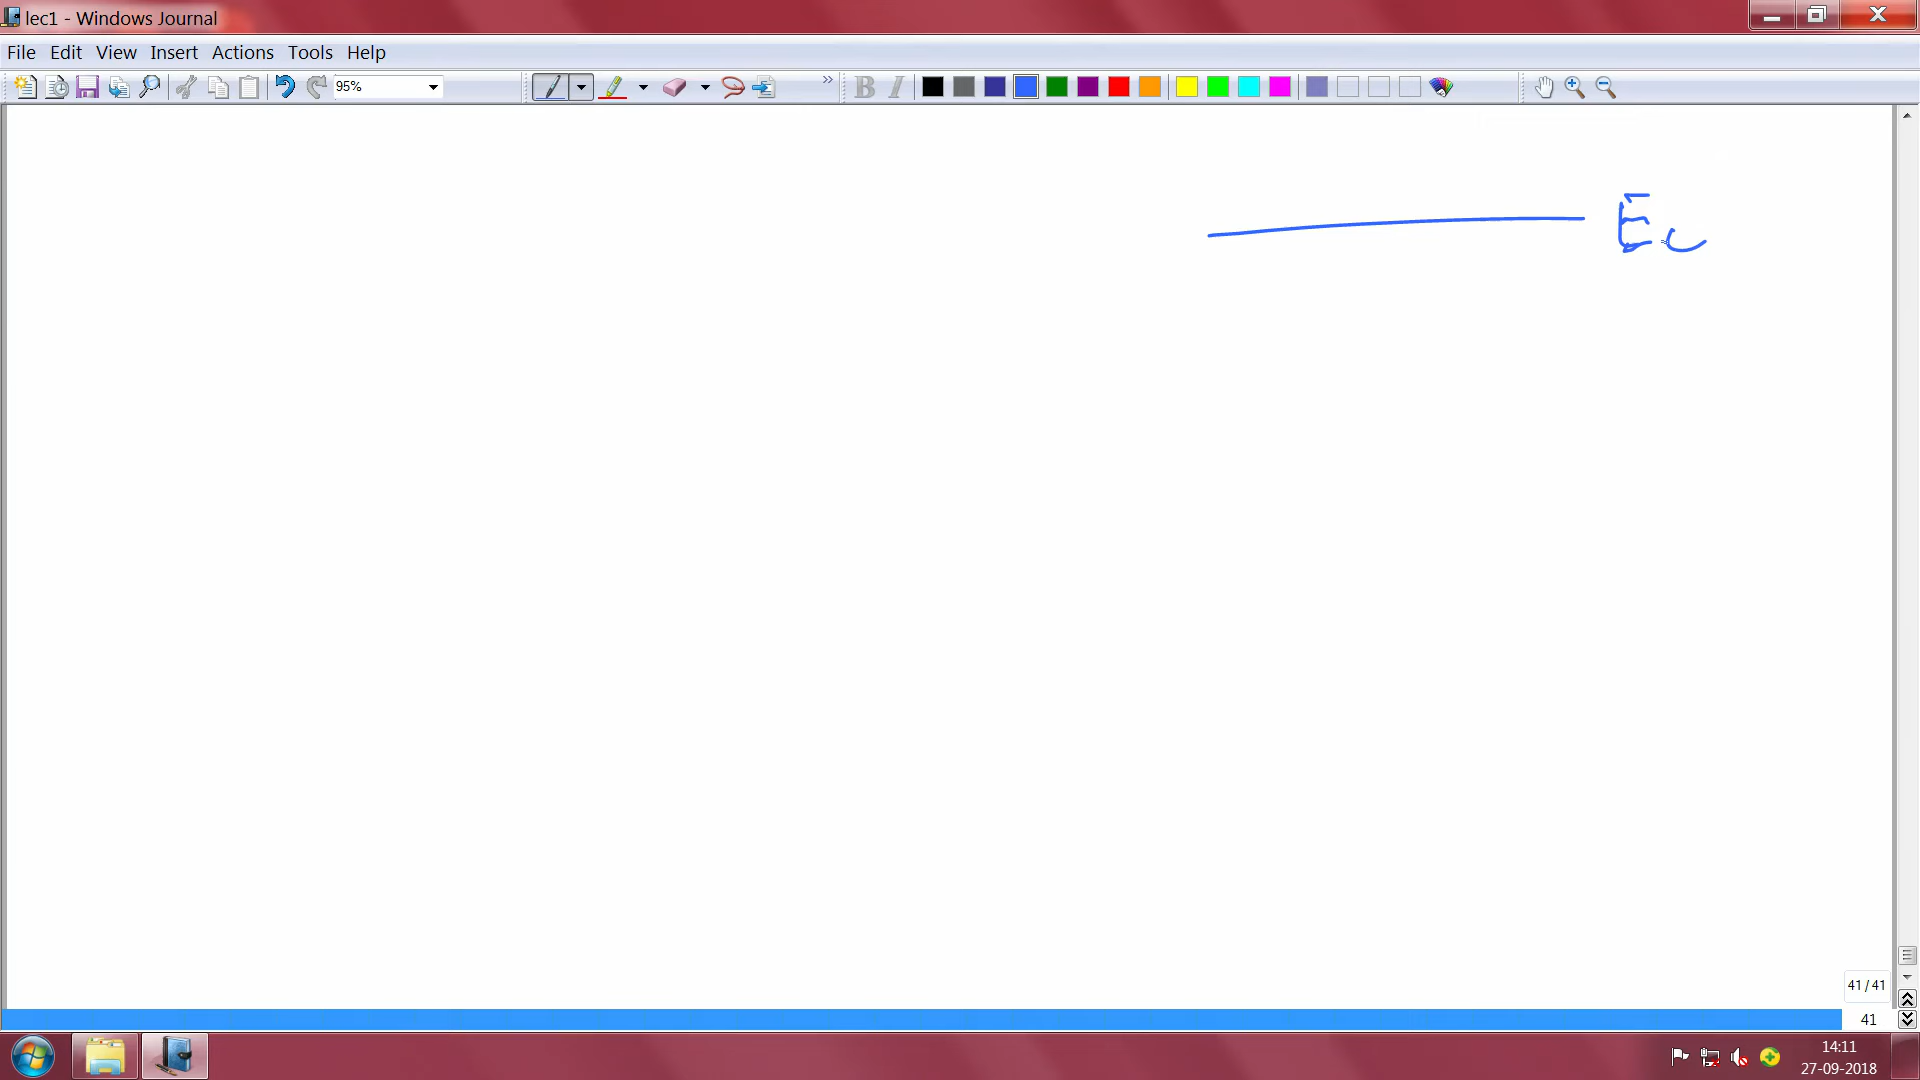 lec1 - Windows Journal
File Edit View Insert Actions Tools Help
95%
B I
Ec
41 / 41
41
14:11
27-09-2018